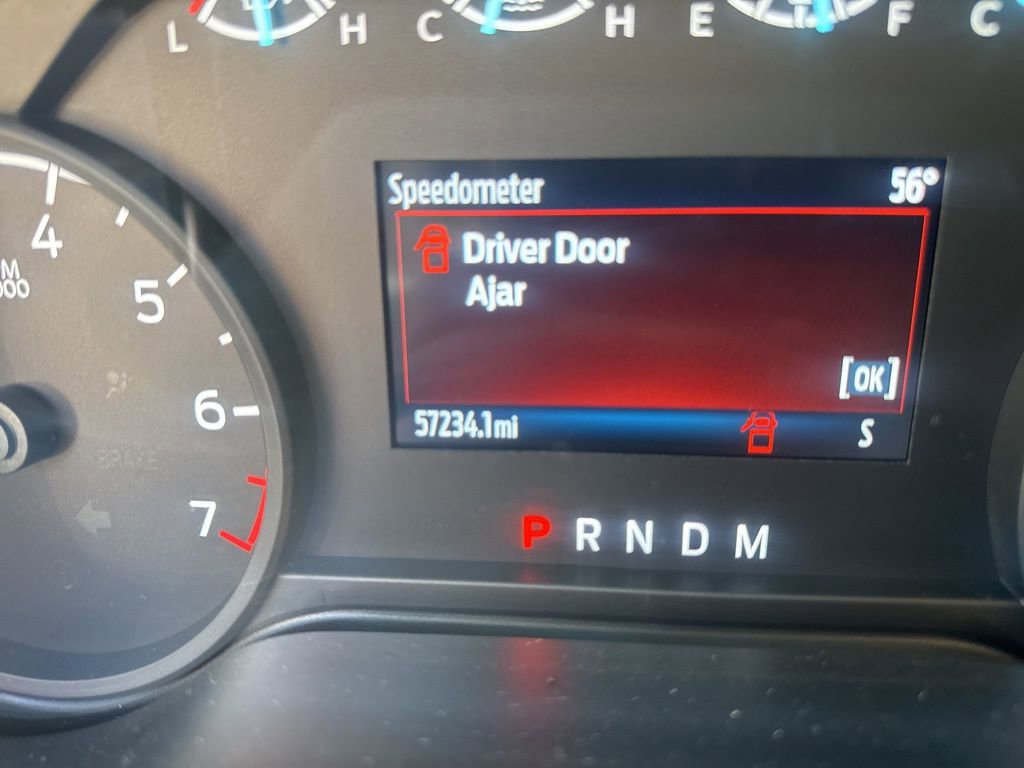 L H C H E F C
4
5
6
7
BRAKE
Speedometer 56°
Driver Door
Ajar
[OK]
57234.1mi S
P R N D M